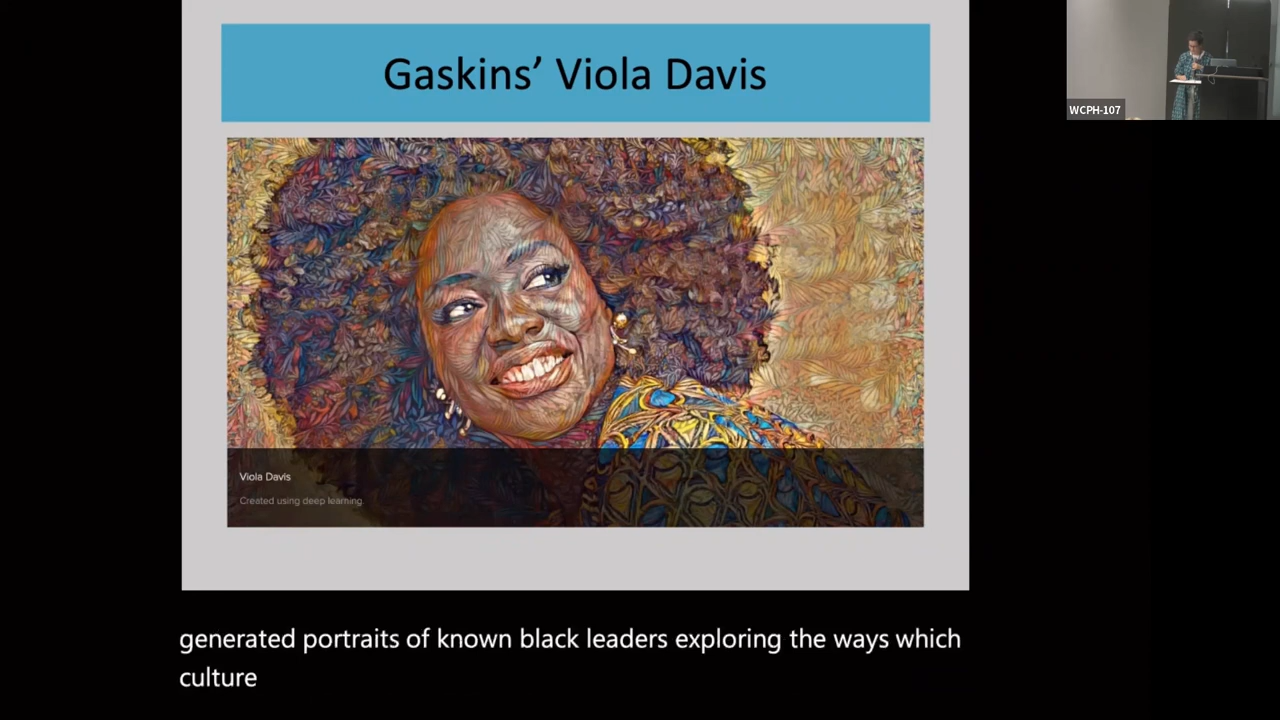 Gaskins’ Viola Davis
WCPH-107
Viola Davis
Created using deep learning.
generated portraits of known black leaders exploring the ways which
culture